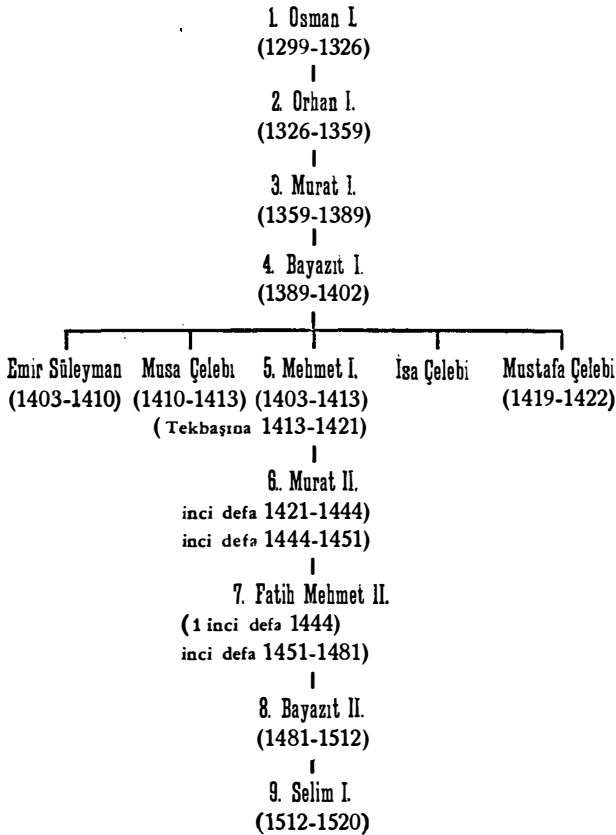 1. Osman I.
(1299-1326)
2. Orhan I.
(1326-1359)
3. Murat I.
(1359-1389)
4. Bayazıt I.
(1389-1402)
Emir Süleyman Musa Çelebı 5. Mehmet I. İsa Çelebi Mustafa Çelebi
(1403-1410) (1410-1413) (1403-1413) (1419-1422)
(Tekbaşına 1413-1421)
6.. Murat II.
inci defa 1421-1444)
inci defa 1444-1451)
7. Fatih Mehmet II.
(1 inci defa 1444)
inci defa 1451-1481)
8. Bayazıt II.
(1481-1512)
9. Selim I.
(1512-1520)